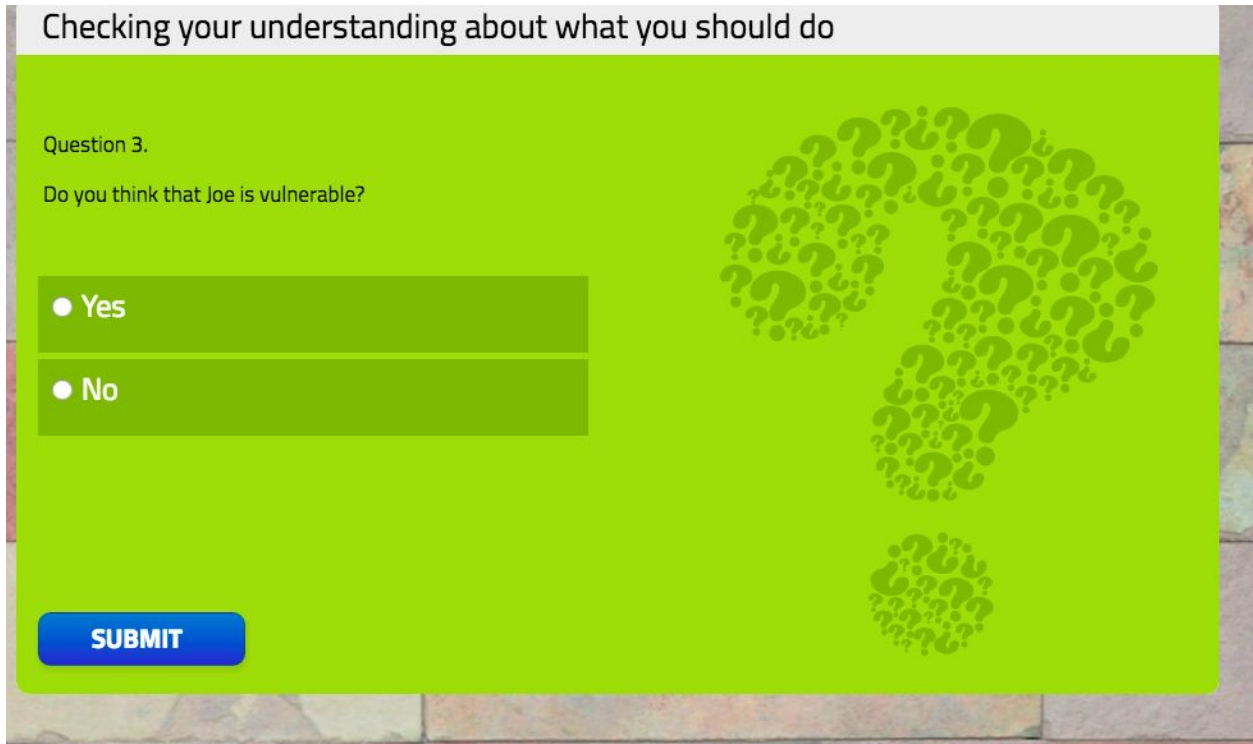 Checking your understanding about what you should do
Question 3.
Do you think that Joe is vulnerable?
Yes
No
SUBMIT